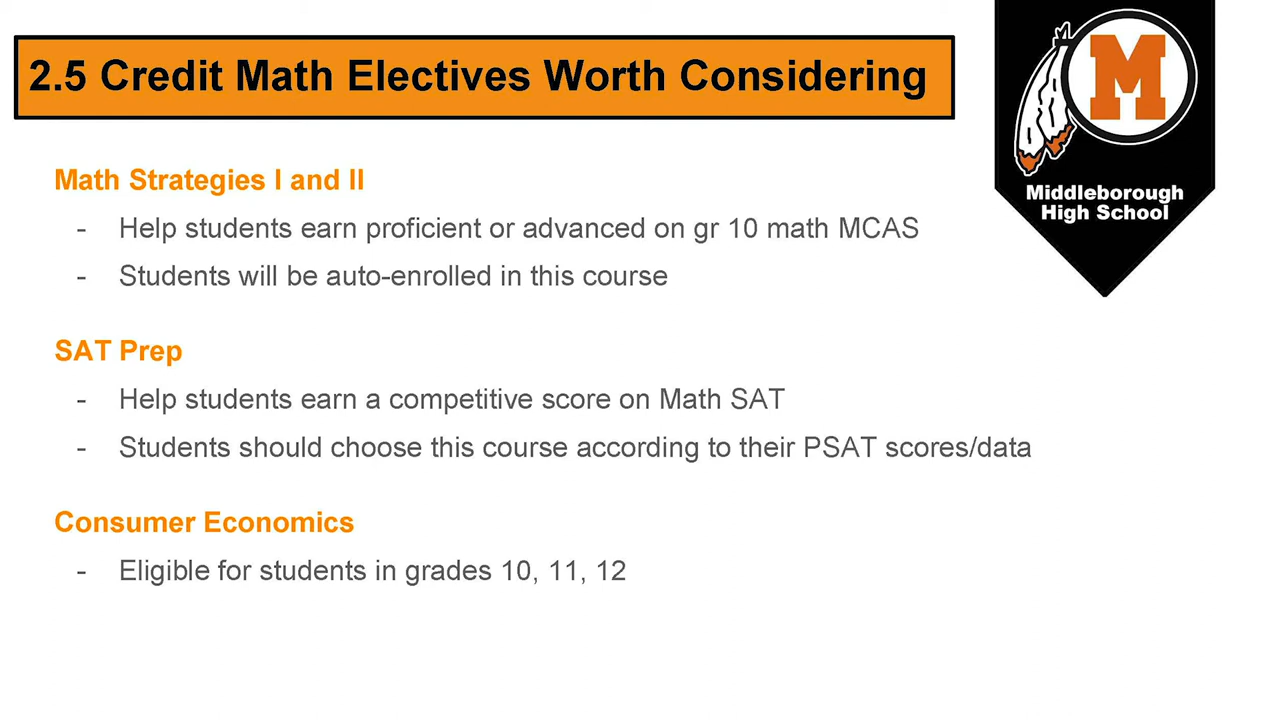 2.5 Credit Math Electives Worth Considering
M
Middleborough
High School
Math Strategies I and II
- Help students earn proficient or advanced on gr 10 math MCAS
- Students will be auto-enrolled in this course
SAT Prep
- Help students earn a competitive score on Math SAT
- Students should choose this course according to their PSAT scores/data
Consumer Economics
- Eligible for students in grades 10, 11, 12